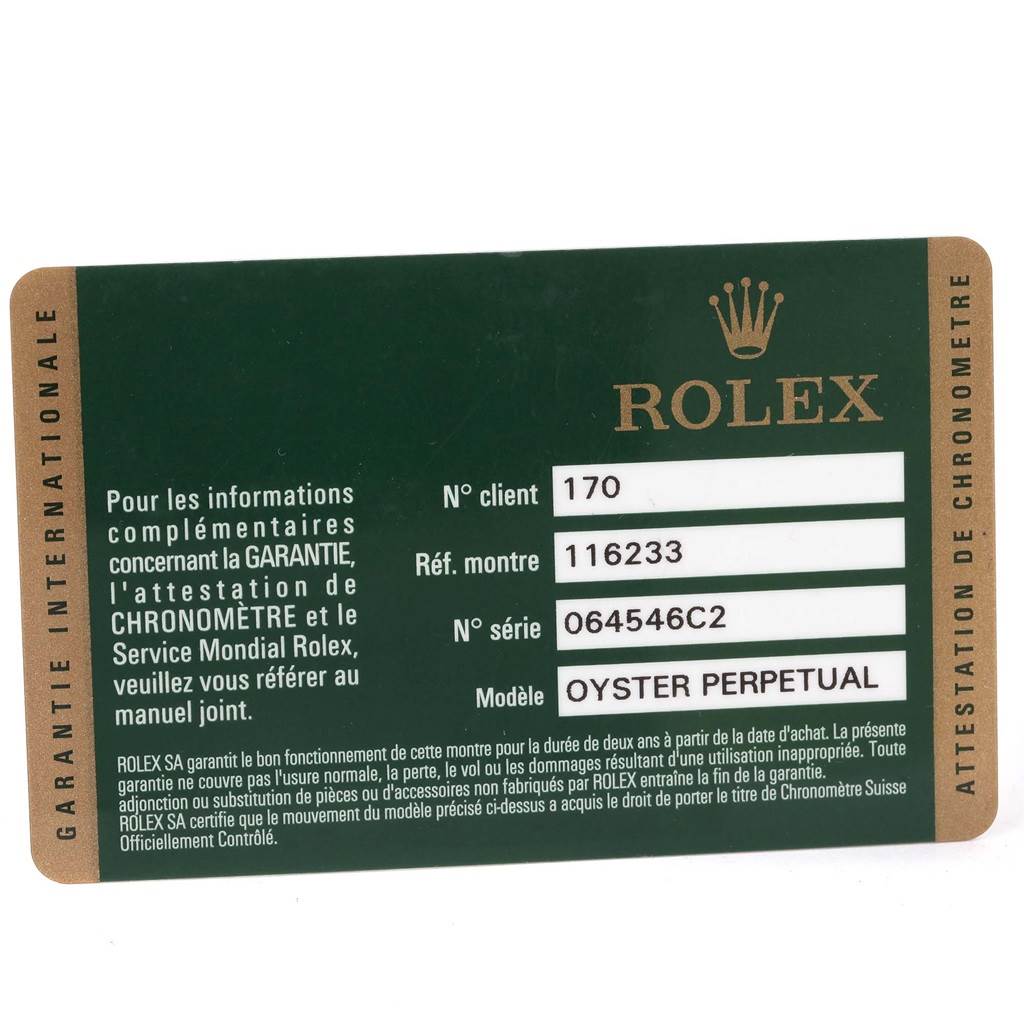 GARANTIE INTERNATIONALE
ROLEX
Pour les informations
complémentaires
concernant la GARANTIE,
l'attestation de
CHRONOMÈTRE et le
Service Mondial Rolex,
veuillez vous référer au
manuel joint.
N° client 170
Réf. montre 116233
N° série 064546C2
Modèle OYSTER PERPETUAL
ROLEX SA garantit le bon fonctionnement de cette montre pour la durée de deux ans à partir de la date d'achat. La présente
garantie ne couvre pas l'usure normale, la perte, le vol ou les dommages résultant d'une utilisation inappropriée. Toute
adjonction ou substitution de pièces ou d'accessoires non fabriqués par ROLEX entraîne la fin de la garantie.
ROLEX SA certifie que le mouvement du modèle précisé ci-dessus a acquis le droit de porter le titre de Chronomètre Suisse
Officiellement Contrôlé.
ATTESTATION DE CHRONOMETRE